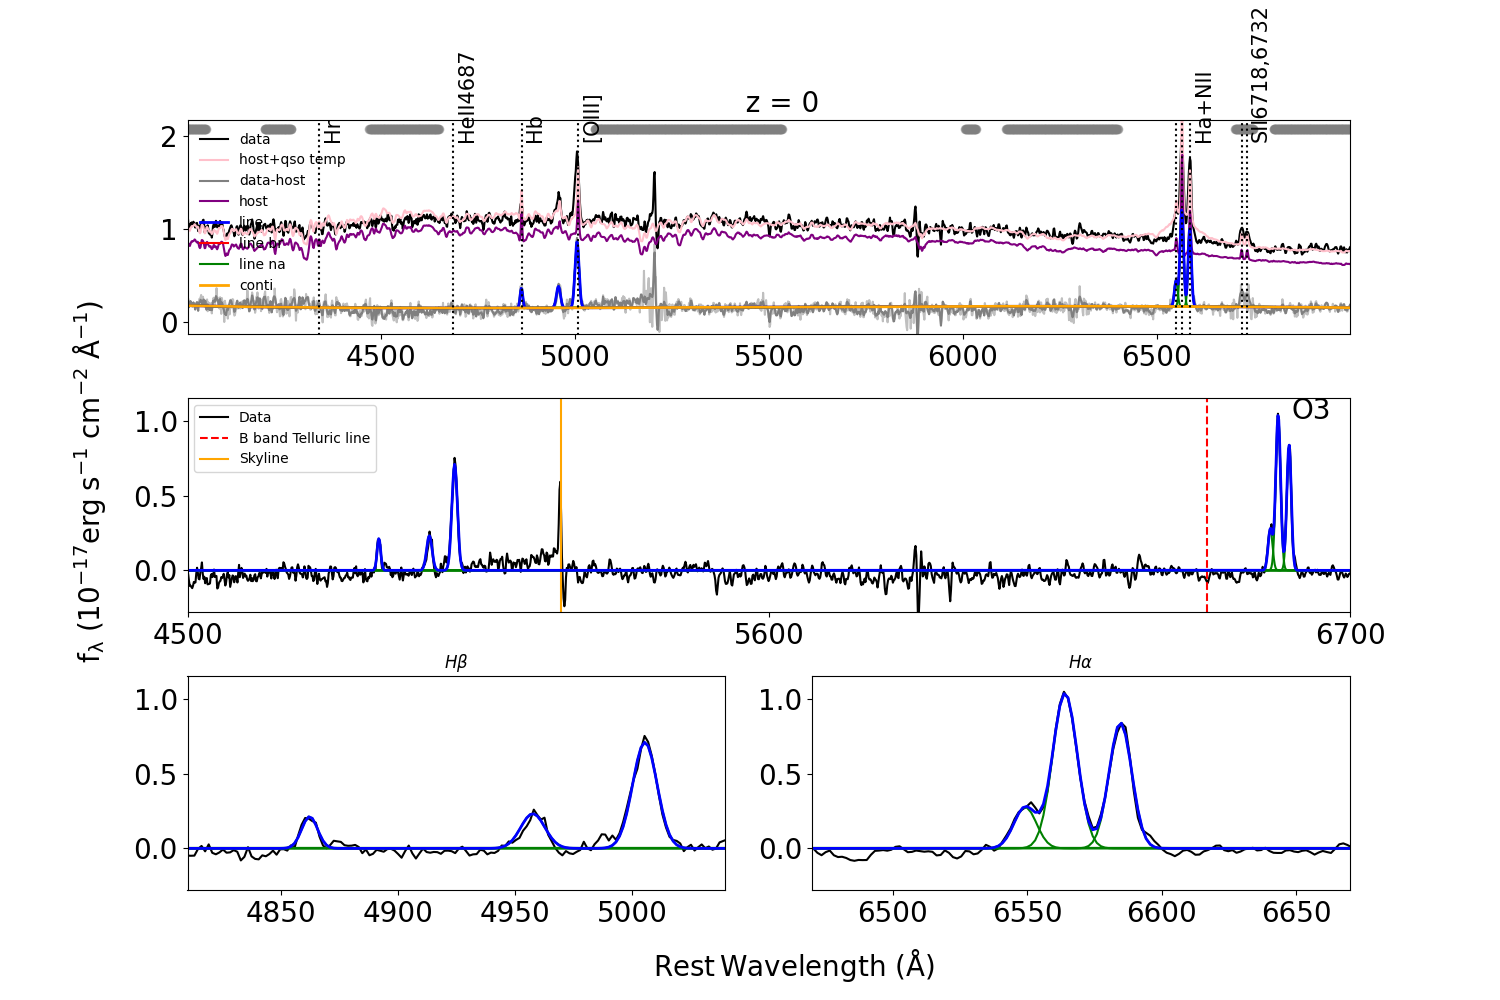 z = 0
Hr
HeII4687
Hb
[OIII]
Ha+NII
SII6718,6732
data
host+qso temp
data-host
host
line
line br
line na
conti
2
1
0
4500
5000
5500
6000
6500
fλ (10⁻¹⁷erg s⁻¹ cm⁻² Å⁻¹)
Data
B band Telluric line
Skyline
O3
1.0
0.5
0.0
4500
5600
6700
Hβ
1.0
0.5
0.0
4850
4900
4950
5000
Hα
1.0
0.5
0.0
6500
6550
6600
6650
Rest Wavelength (Å)